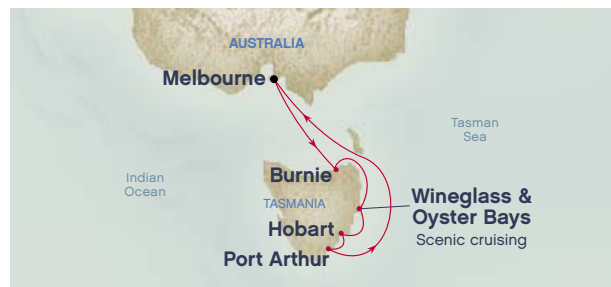 AUSTRALIA
Melbourne
Tasman
Sea
Indian
Ocean
Burnie
TASMANIA
Wineglass &
Oyster Bays
Scenic cruising
Hobart
Port Arthur